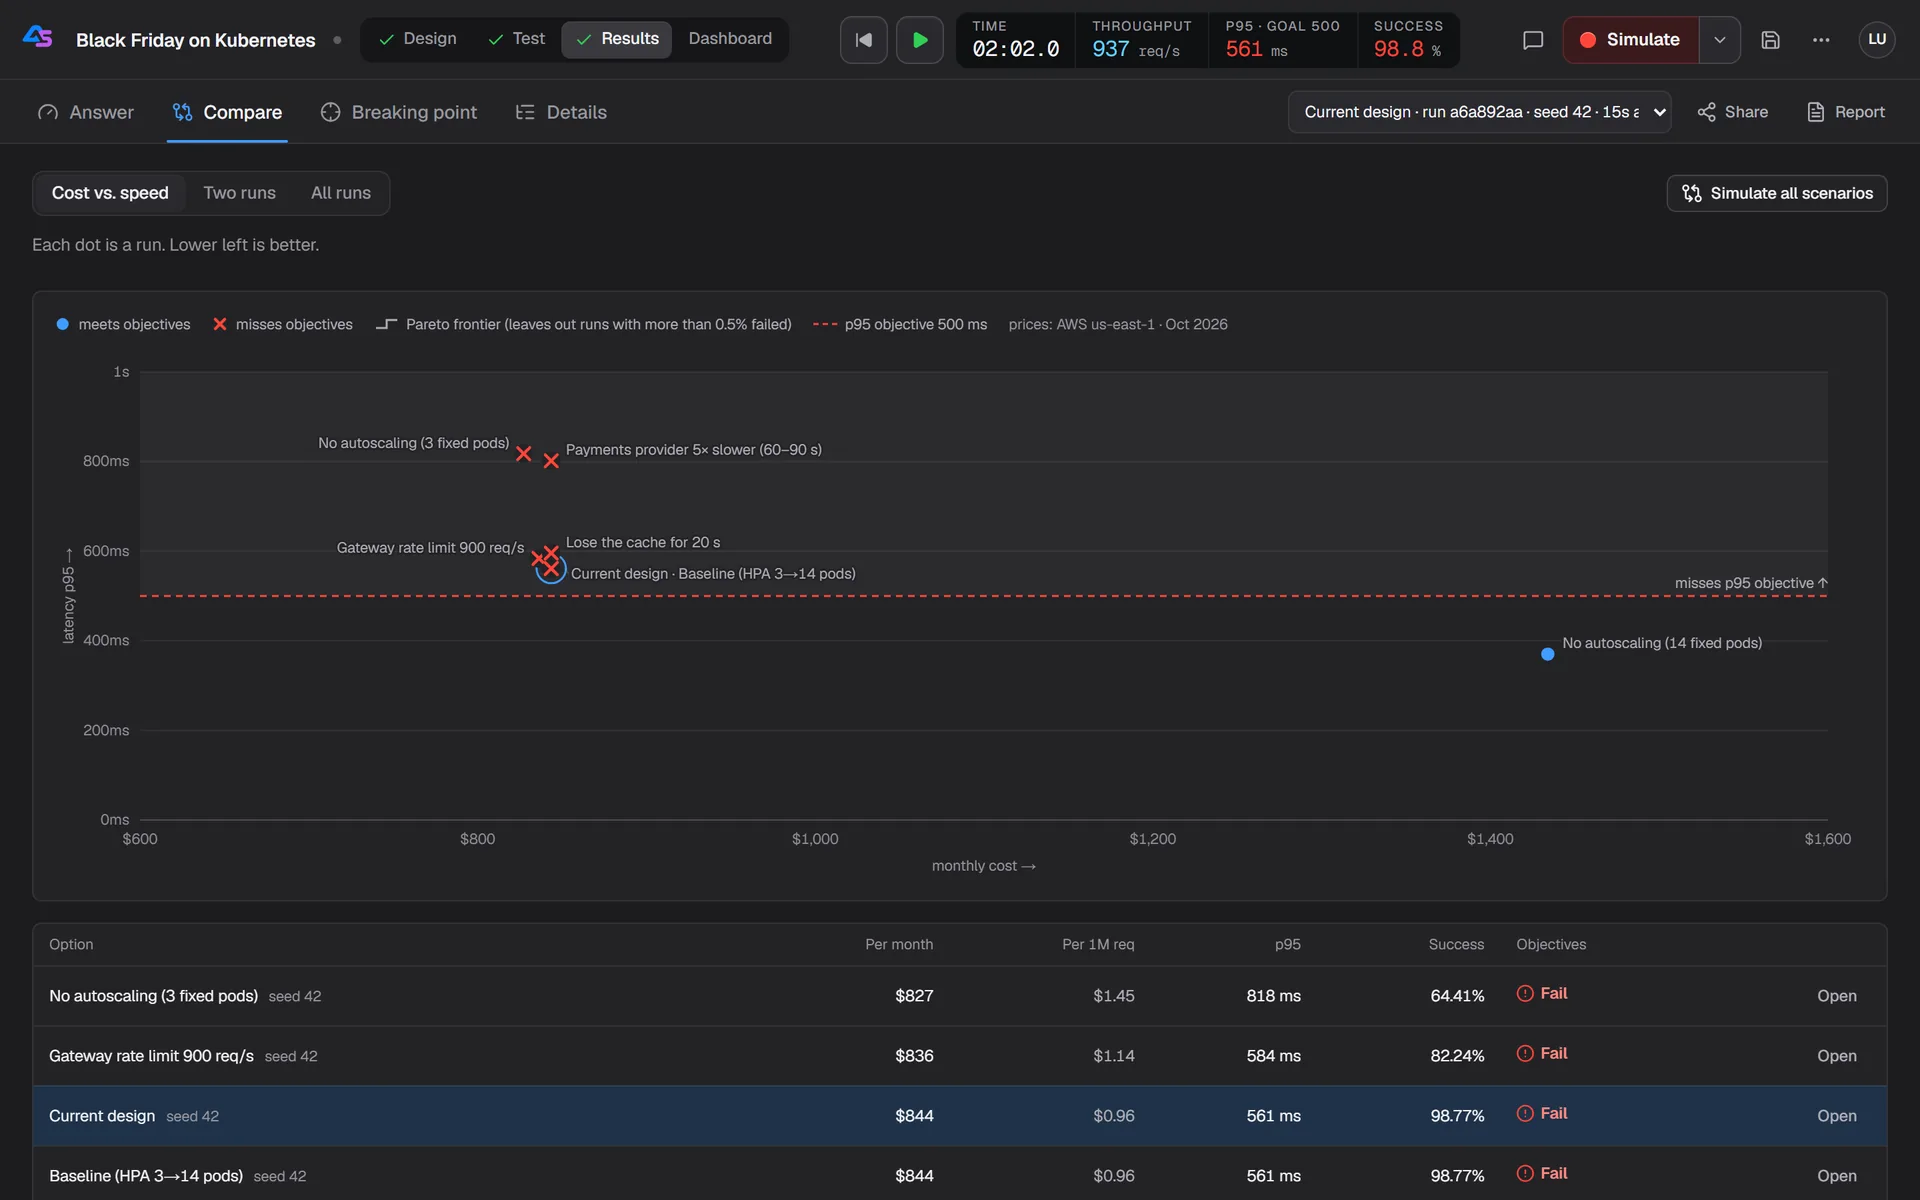 Black Friday on Kubernetes
Design
Test
Results
Dashboard
TIME
02:02.0
THROUGHPUT
937 req/s
P95 · GOAL 500
561 ms
SUCCESS
98.8 %
Simulate
LU
Answer
Compare
Breaking point
Details
Current design · run a6a892aa · seed 42 · 15s a
Share
Report
Cost vs. speed
Two runs
All runs
Simulate all scenarios
Each dot is a run. Lower left is better.
meets objectives
misses objectives
Pareto frontier (leaves out runs with more than 0.5% failed)
p95 objective 500 ms
prices: AWS us-east-1 · Oct 2026
1s
No autoscaling (3 fixed pods)
Payments provider 5× slower (60–90 s)
800ms
Lose the cache for 20 s
Gateway rate limit 900 req/s
600ms
Current design · Baseline (HPA 3→14 pods)
misses p95 objective ↑
latency p95 →
400ms
No autoscaling (14 fixed pods)
200ms
0ms
$600
$800
$1,000
$1,200
$1,400
$1,600
monthly cost →
Option Per month Per 1M req p95 Success Objectives
No autoscaling (3 fixed pods) seed 42 $827 $1.45 818 ms 64.41% Fail Open
Gateway rate limit 900 req/s seed 42 $836 $1.14 584 ms 82.24% Fail Open
Current design seed 42 $844 $0.96 561 ms 98.77% Fail Open
Baseline (HPA 3→14 pods) seed 42 $844 $0.96 561 ms 98.77% Fail Open